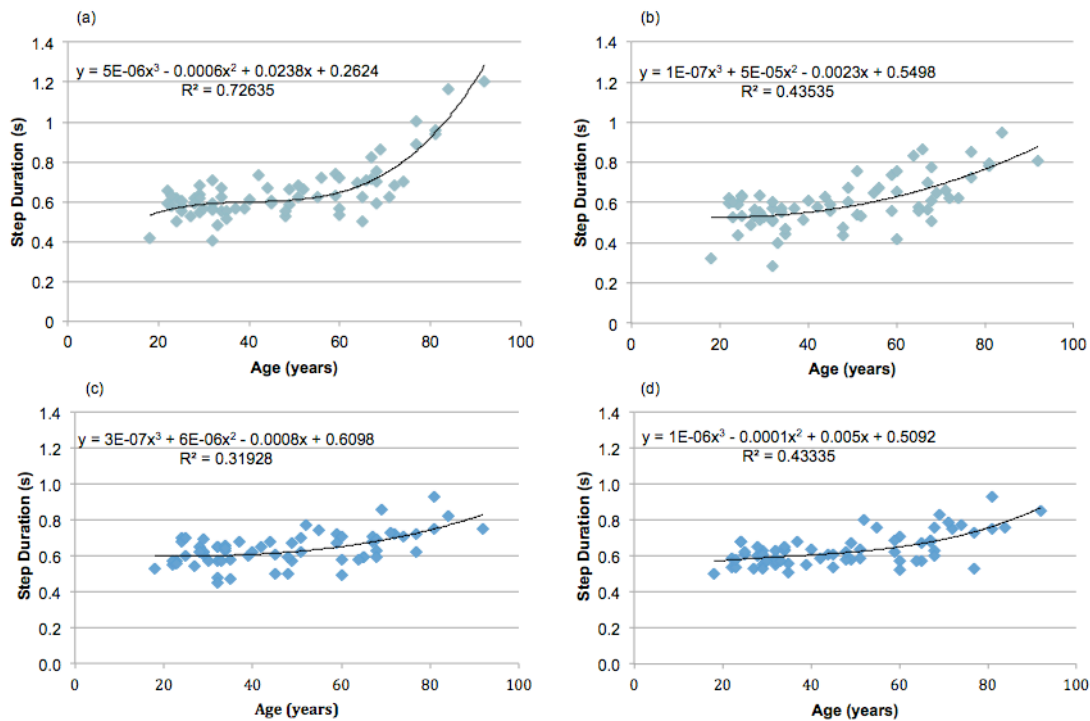 (a)
1.4
y = 5E-06x³ - 0.0006x² + 0.0238x + 0.2624
R² = 0.72635
1.2
1.0
0.8
0.6
0.4
0.2
0
Step Duration (s)
0 20 40 60 80 100
Age (years)
(b)
1.4
y = 1E-07x³ + 5E-05x² - 0.0023x + 0.5498
R² = 0.43535
1.2
1.0
0.8
0.6
0.4
0.2
0
Step Duration (s)
0 20 40 60 80 100
Age (years)
(c)
1.4
y = 3E-07x³ + 6E-06x² - 0.0008x + 0.6098
R² = 0.31928
1.2
1.0
0.8
0.6
0.4
0.2
0.0
Step Duration (s)
0 20 40 60 80 100
Age (years)
(d)
1.4
y = 1E-06x³ - 0.0001x² + 0.005x + 0.5092
R² = 0.43335
1.2
1.0
0.8
0.6
0.4
0.2
0.0
Step Duration (s)
0 20 40 60 80 100
Age (years)